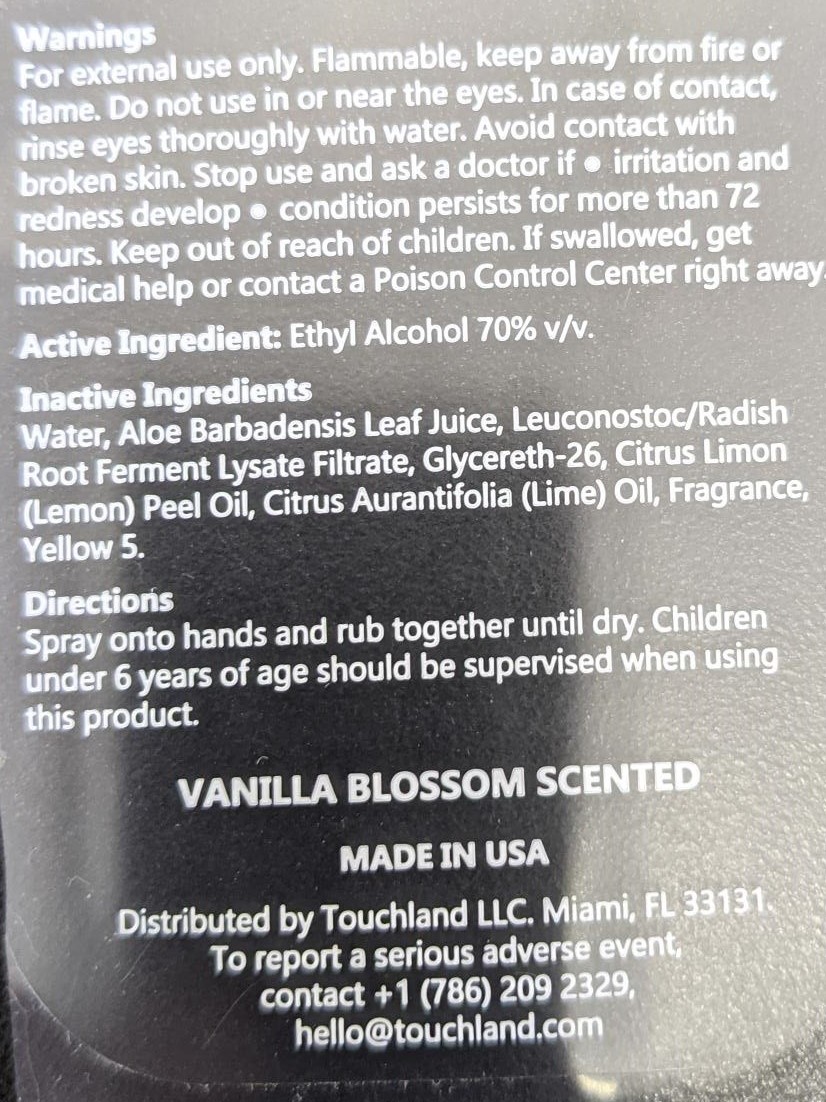 Warnings
For external use only. Flammable, keep away from fire or
flame. Do not use in or near the eyes. In case of contact,
rinse eyes thoroughly with water. Avoid contact with
broken skin. Stop use and ask a doctor if • irritation and
redness develop • condition persists for more than 72
hours. Keep out of reach of children. If swallowed, get
medical help or contact a Poison Control Center right away.
Active Ingredient: Ethyl Alcohol 70% v/v.
Inactive Ingredients
Water, Aloe Barbadensis Leaf Juice, Leuconostoc/Radish
Root Ferment Lysate Filtrate, Glycereth-26, Citrus Limon
(Lemon) Peel Oil, Citrus Aurantifolia (Lime) Oil, Fragrance,
Yellow 5.
Directions
Spray onto hands and rub together until dry. Children
under 6 years of age should be supervised when using
this product.
VANILLA BLOSSOM SCENTED
MADE IN USA
Distributed by Touchland LLC. Miami, FL 33131.
To report a serious adverse event,
contact +1 (786) 209 2329,
hello@touchland.com